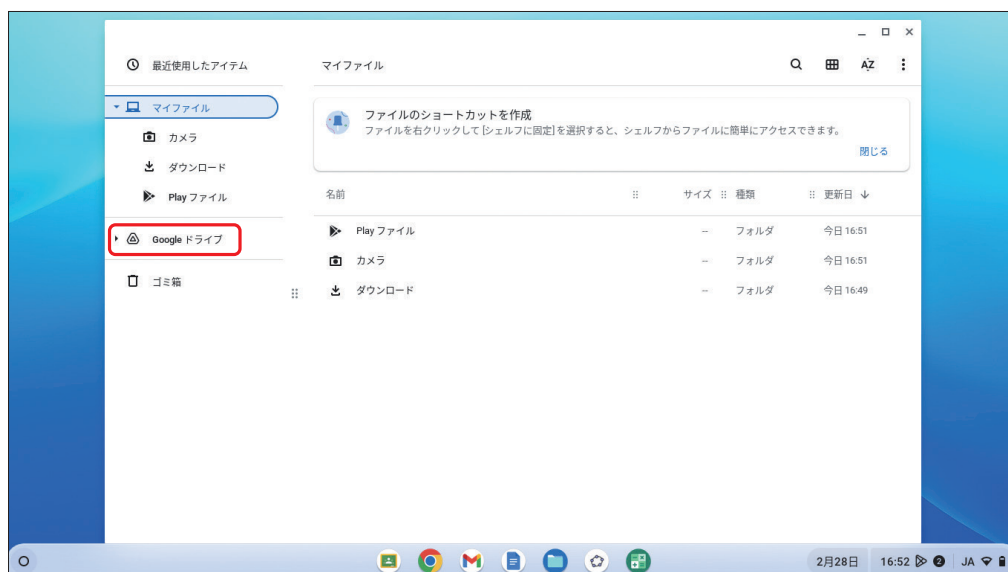 最近使用したアイテム
マイファイル
カメラ
ダウンロード
Play ファイル
Google ドライブ
ゴミ箱
マイファイル
AZ
ファイルのショートカットを作成
ファイルを右クリックして [シェルフに固定] を選択すると、シェルフからファイルに簡単にアクセスできます。
閉じる
名前 サイズ 種類 更新日
Play ファイル -- フォルダ 今日 16:51
カメラ -- フォルダ 今日 16:51
ダウンロード -- フォルダ 今日 16:49
2月28日 16:52 2 JA